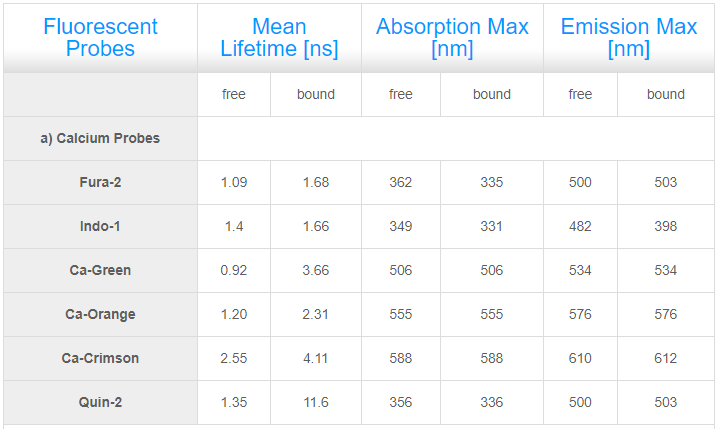 Fluorescent Probes Mean Lifetime [ns] Absorption Max [nm] Emission Max [nm]
free bound free bound free bound
a) Calcium Probes
Fura-2 1.09 1.68 362 335 500 503
Indo-1 1.4 1.66 349 331 482 398
Ca-Green 0.92 3.66 506 506 534 534
Ca-Orange 1.20 2.31 555 555 576 576
Ca-Crimson 2.55 4.11 588 588 610 612
Quin-2 1.35 11.6 356 336 500 503